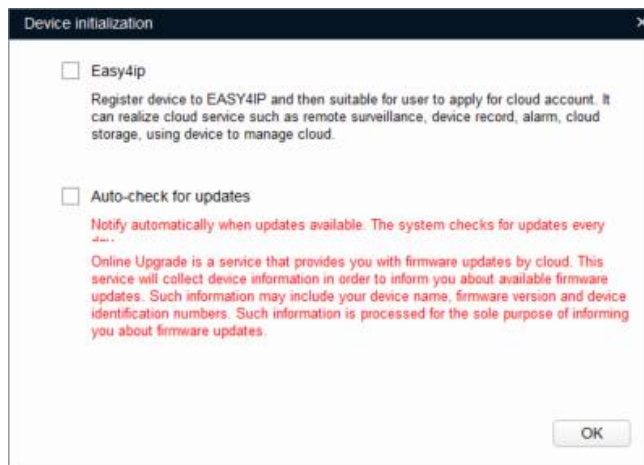 Device initialization
Easy4ip
Register device to EASY4IP and then suitable for user to apply for cloud account. It
can realize cloud service such as remote surveillance, device record, alarm, cloud
storage, using device to manage cloud.
Auto-check for updates
Notify automatically when updates available. The system checks for updates every
Online Upgrade is a service that provides you with firmware updates by cloud. This
service will collect device information in order to inform you about available firmware
updates. Such information may include your device name, firmware version and device
identification numbers. Such information is processed for the sole purpose of informing
you about firmware updates.
OK